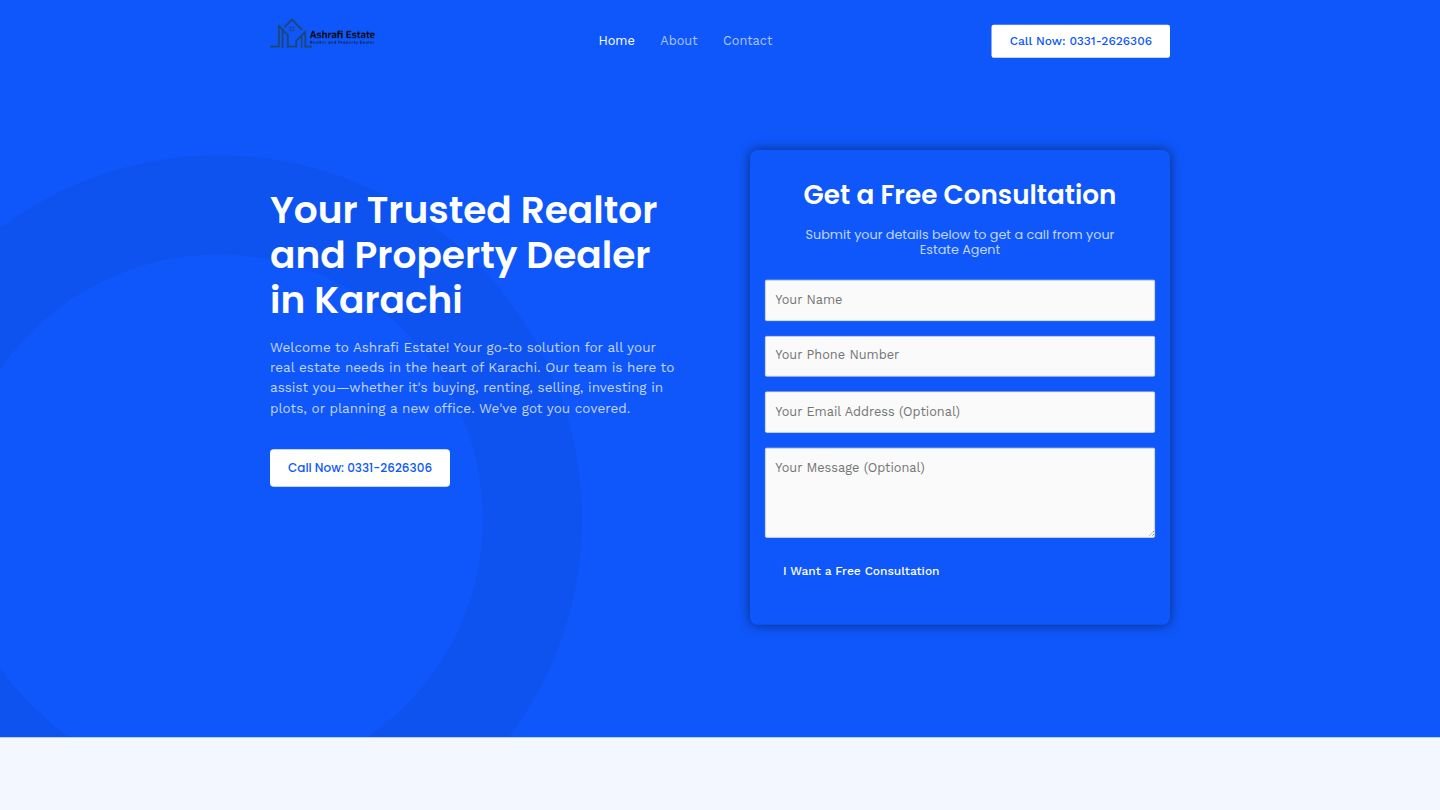 Ashrafi Estate
Realtor and Property Dealer
Home
About
Contact
Call Now: 0331-2626306
Your Trusted Realtor
and Property Dealer
in Karachi
Welcome to Ashrafi Estate! Your go-to solution for all your
real estate needs in the heart of Karachi. Our team is here to
assist you—whether it's buying, renting, selling, investing in
plots, or planning a new office. We've got you covered.
Call Now: 0331-2626306
Get a Free Consultation
Submit your details below to get a call from your
Estate Agent
Your Name
Your Phone Number
Your Email Address (Optional)
Your Message (Optional)
I Want a Free Consultation